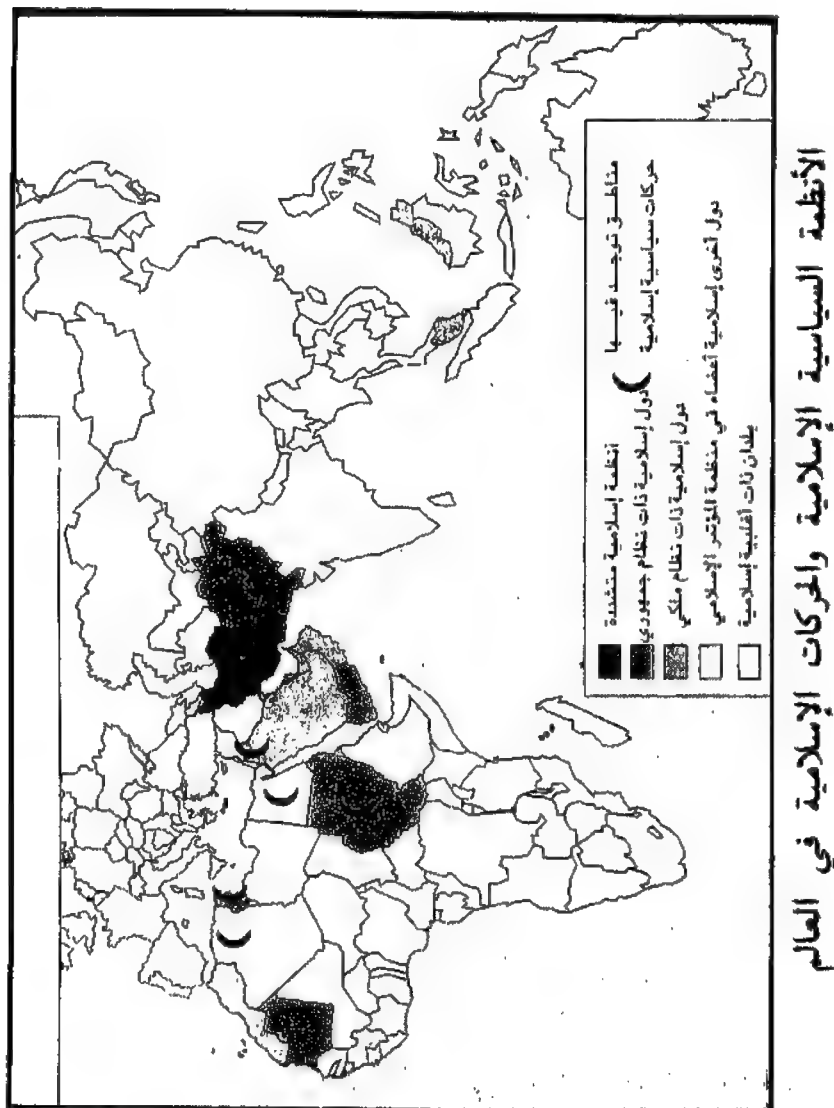 الأنظمة السياسية الإسلامية والحركات الإسلامية في العالم
أنظمة إسلامية متشددة
دول إسلامية ذات نظام جمهوري
دول إسلامية ذات نظام ملكي
دول أخرى إسلامية أعضاء في منظمة المؤتمر الإسلامي
بلدان ذات أغلبية إسلامية
مناطق توجد فيها
حركات سياسية إسلامية